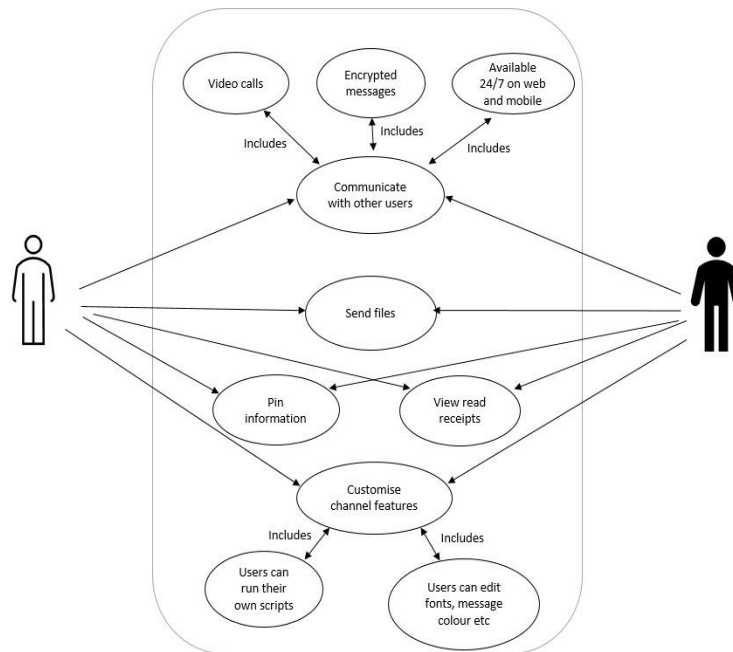 Video calls
Encrypted
messages
Available
24/7 on web
and mobile
Includes
Includes
Includes
Communicate
with other users
Send files
Pin
information
View read
receipts
Customise
channel features
Includes
Includes
Users can
run their
own scripts
Users can edit
fonts, message
colour etc